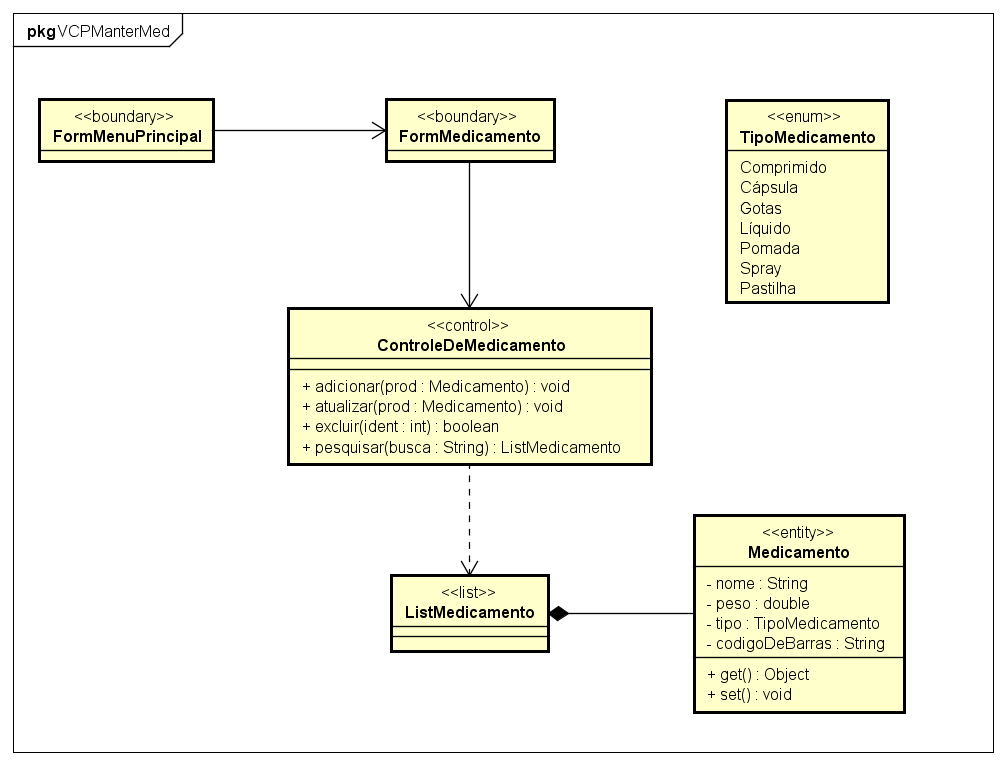 pkg VCPManterMed
<<boundary>>
FormMenuPrincipal
<<boundary>>
FormMedicamento
<<enum>>
TipoMedicamento
Comprimido
Cápsula
Gotas
Líquido
Pomada
Spray
Pastilha
<<control>>
ControleDeMedicamento
+ adicionar(prod : Medicamento) : void
+ atualizar(prod : Medicamento) : void
+ excluir(ident : int) : boolean
+ pesquisar(busca : String) : ListMedicamento
<<list>>
ListMedicamento
<<entity>>
Medicamento
- nome : String
- peso : double
- tipo : TipoMedicamento
- codigoDeBarras : String
+ get() : Object
+ set() : void